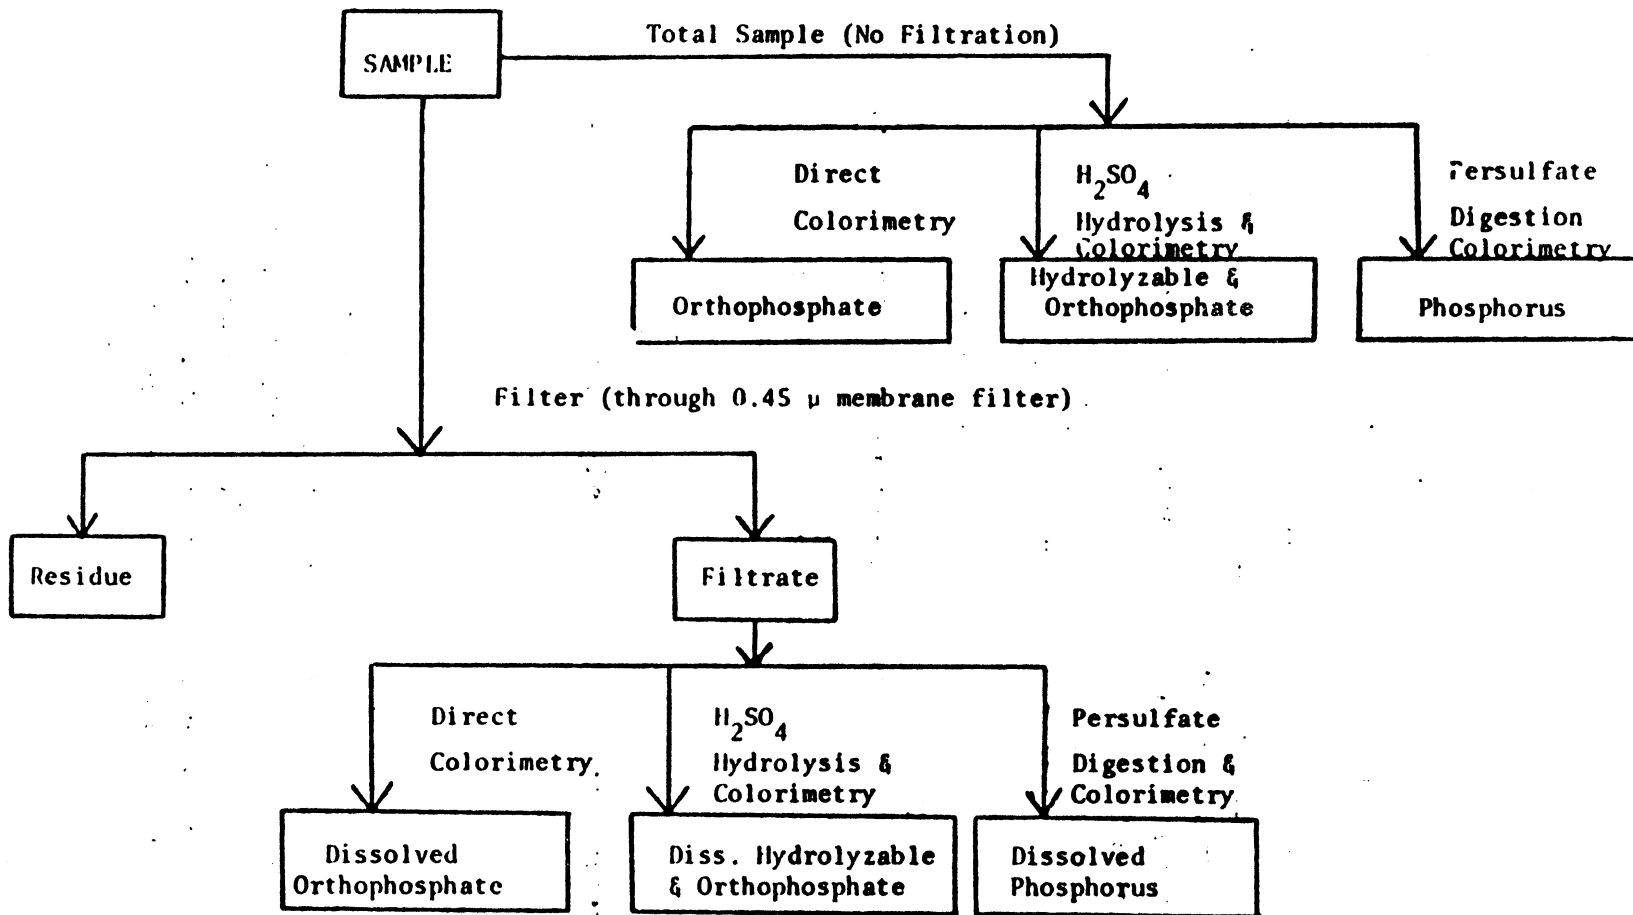 Total Sample (No Filtration)
SAMPLE
Direct
Colorimetry
H2SO4
Hydrolysis &
Colorimetry
Persulfate
Digestion
Colorimetry
Orthophosphate
Hydrolyzable &
Orthophosphate
Phosphorus
Filter (through 0.45 μ membrane filter)
Residue
Filtrate
Direct
Colorimetry
H2SO4
Hydrolysis &
Colorimetry
Persulfate
Digestion &
Colorimetry
Dissolved
Orthophosphate
Diss. Hydrolyzable
& Orthophosphate
Dissolved
Phosphorus